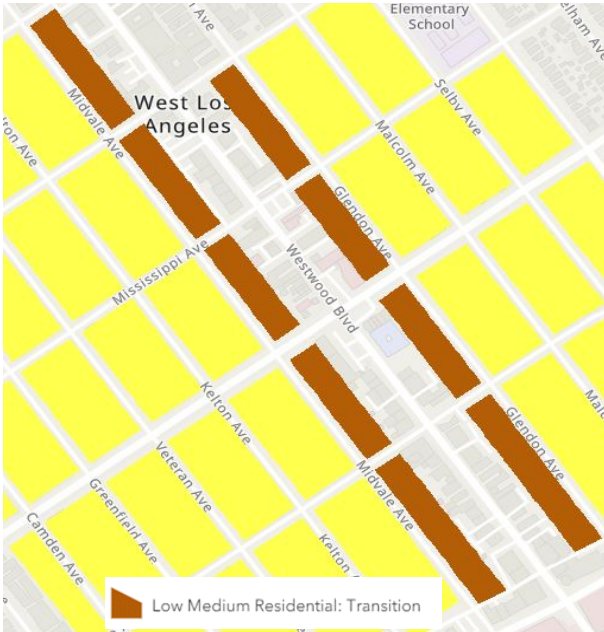 Elementary
School
Selby Ave
West Los
Angeles
Midvale Ave
Malcolm Ave
Glendon Ave
Mississippi Ave
Westwood Blvd
Kelton Ave
Glendon Ave
Veteran Ave
Midvale Ave
Greenfield Ave
Camden Ave
Low Medium Residential: Transition